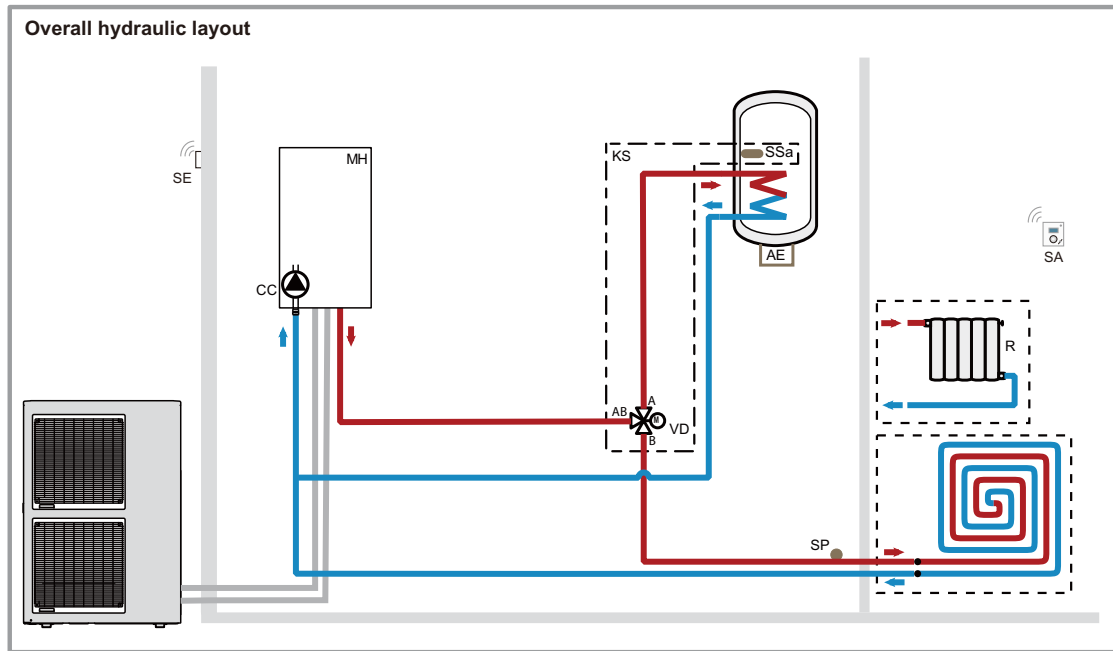 Overall hydraulic layout
SE
MH
CC
KS
SSa
AE
SA
A
AB
M
VD
B
R
SP